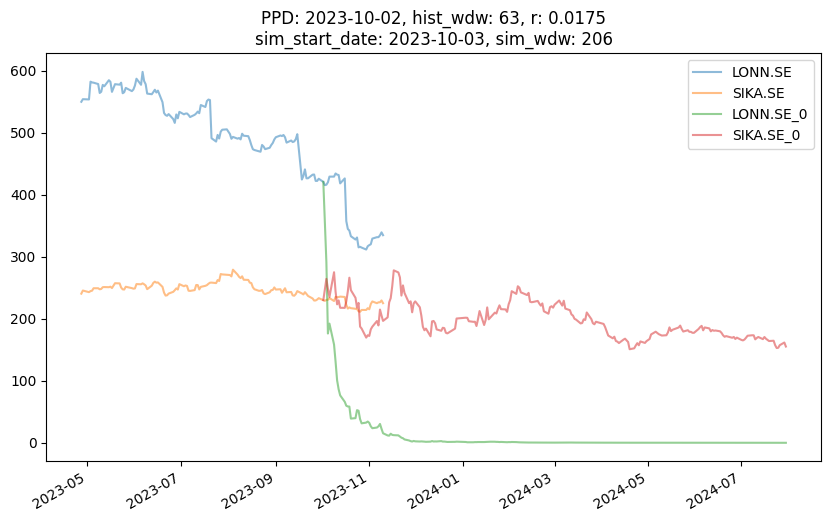 PPD: 2023-10-02, hist_wdw: 63, r: 0.0175
sim_start_date: 2023-10-03, sim_wdw: 206
LONN.SE
SIKA.SE
LONN.SE_0
SIKA.SE_0
600
500
400
300
200
100
0
2023-05
2023-07
2023-09
2023-11
2024-01
2024-03
2024-05
2024-07